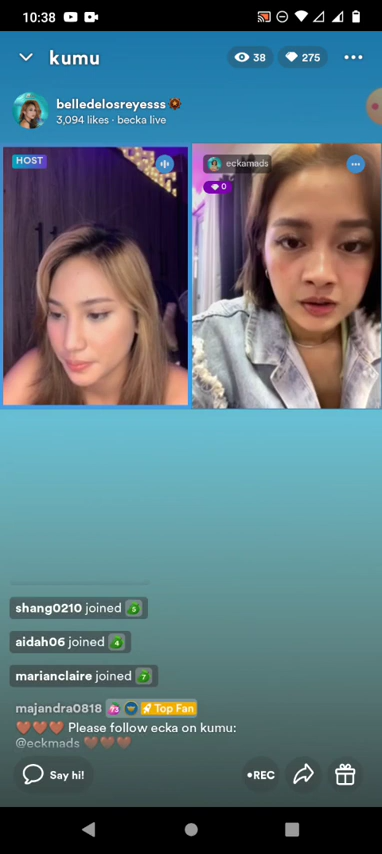 10:38
kumu
38
275
belledelosreyesss
3,094 likes · becka live
HOST
eckamads
0
shang0210 joined 5
aidah06 joined 4
marianclaire joined 7
majandra0818 Top Fan
Please follow ecka on kumu:
@eckmads
Say hi!
•REC